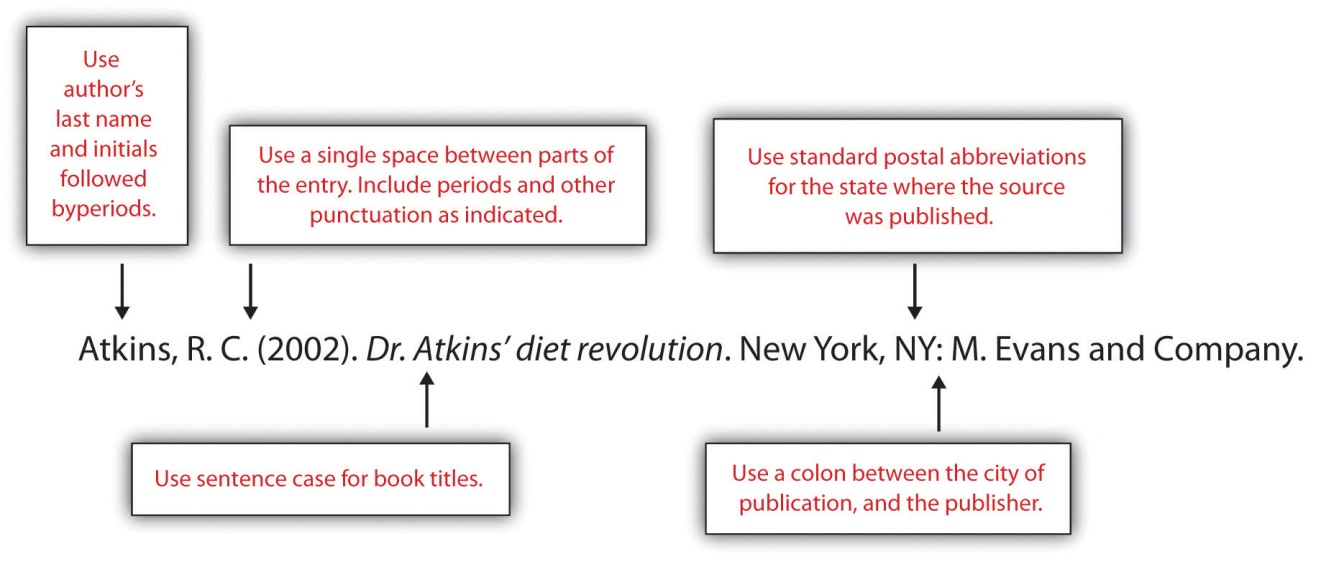 Use
author’s
last name
and initials
followed
byperiods.
Use a single space between parts of
the entry. Include periods and other
punctuation as indicated.
Use standard postal abbreviations
for the state where the source
was published.
Atkins, R. C. (2002). Dr. Atkins’ diet revolution. New York, NY: M. Evans and Company.
Use sentence case for book titles.
Use a colon between the city of
publication, and the publisher.